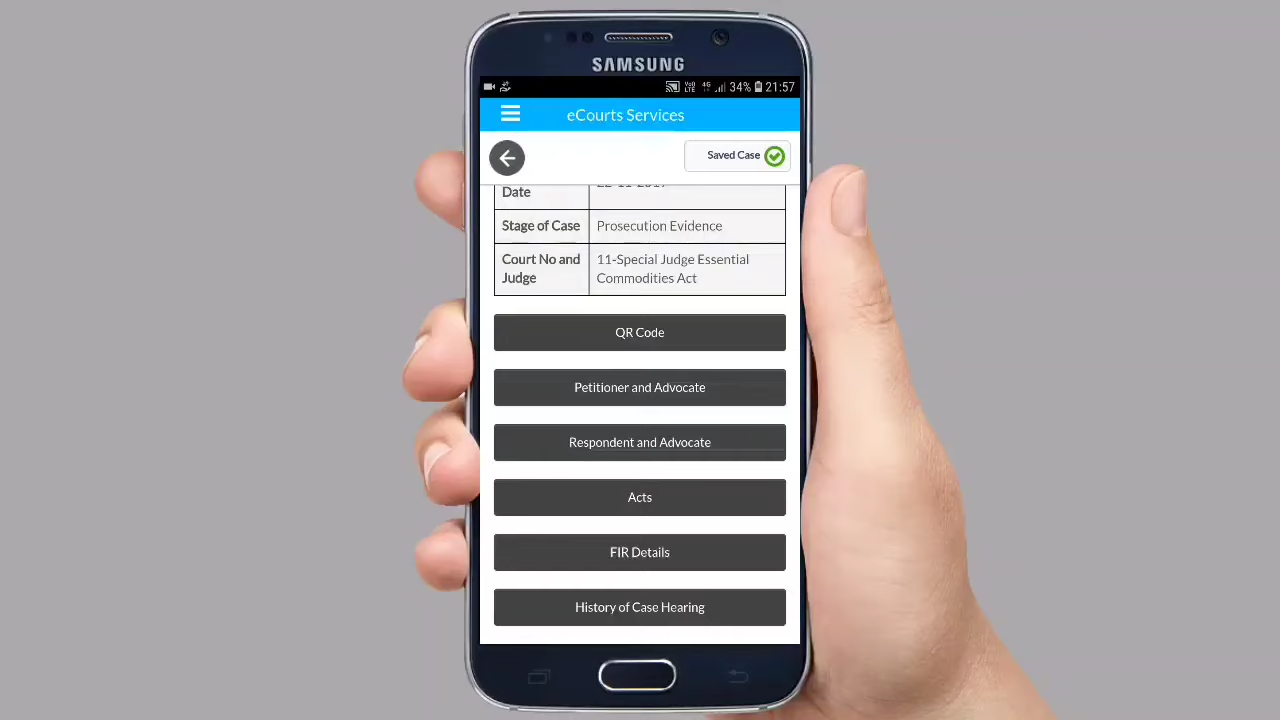 SAMSUNG
VoLTE 4G 34% 21:57
eCourts Services
Saved Case
Date
Stage of Case Prosecution Evidence
Court No and 11-Special Judge Essential
Judge Commodities Act
QR Code
Petitioner and Advocate
Respondent and Advocate
Acts
FIR Details
History of Case Hearing